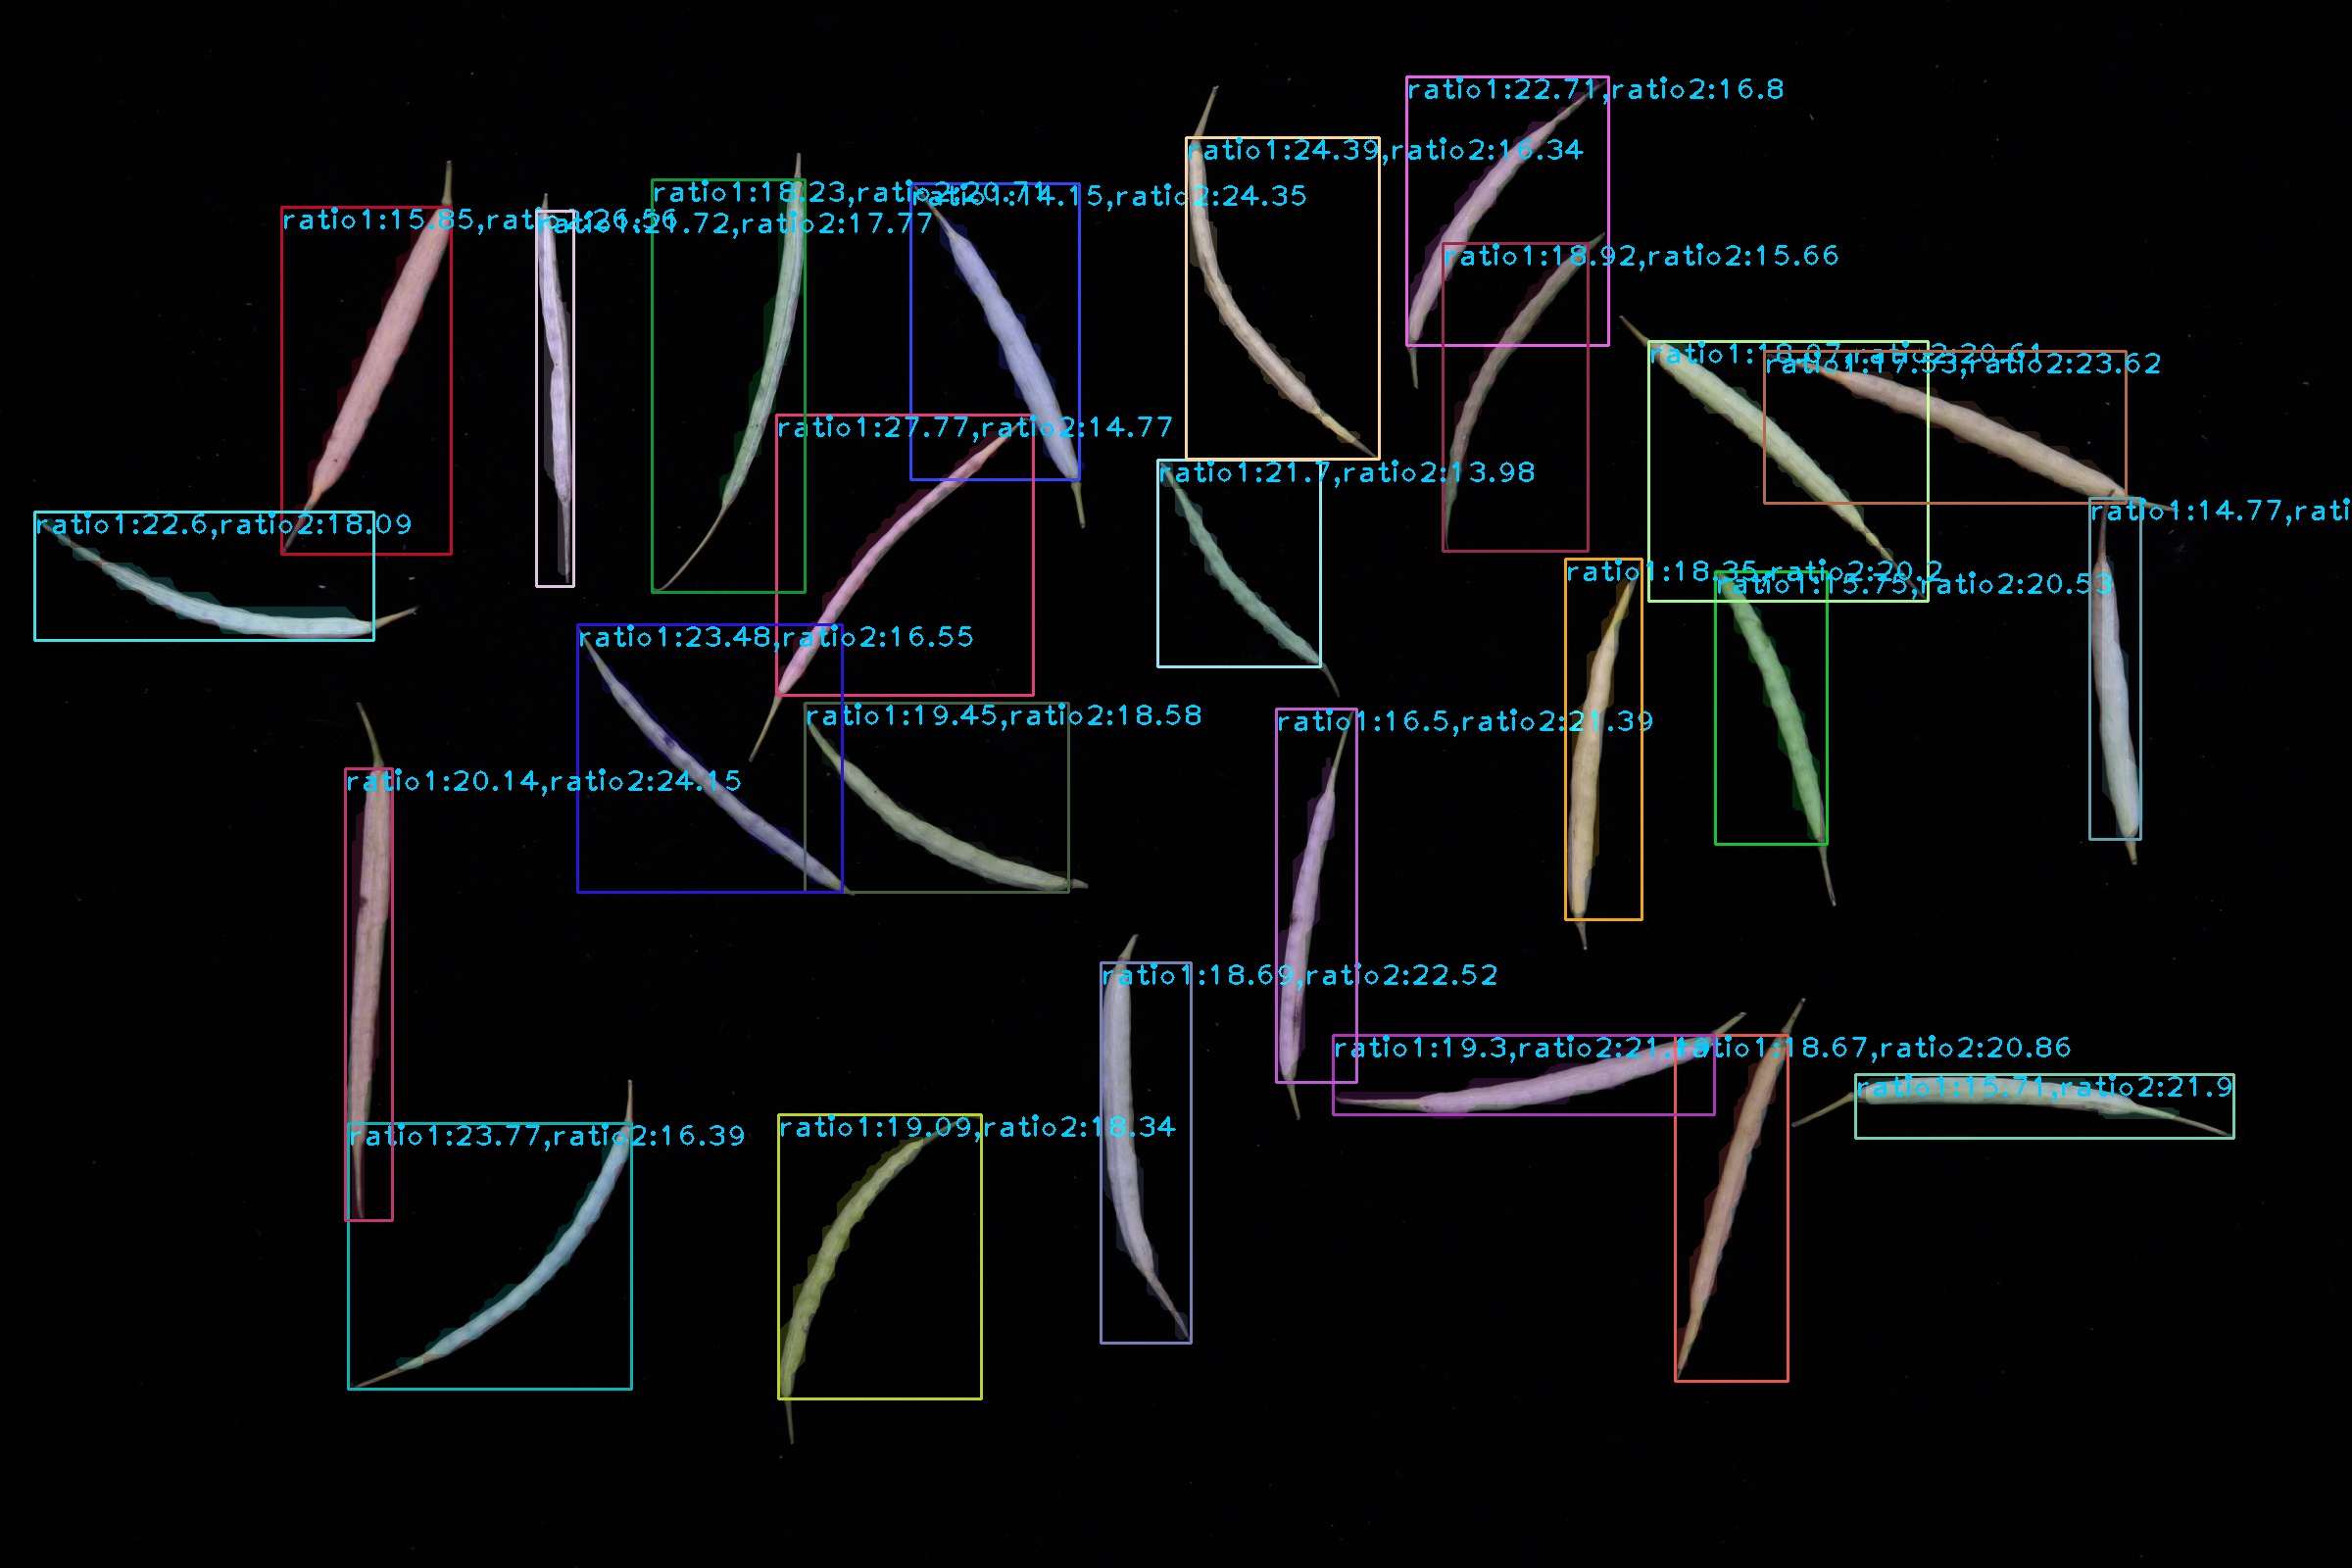 ratio1:22.71,ratio2:16.8
ratio1:24.39,ratio2:16.34
ratio1:18.23,ratio2:20.71
ratio1:14.15,ratio2:24.35
ratio1:15.85,ratio2:26.56
ratio1:21.72,ratio2:17.77
ratio1:18.92,ratio2:15.66
ratio1:18.07,ratio2:20.61
ratio1:17.53,ratio2:23.62
ratio1:27.77,ratio2:14.77
ratio1:21.7,ratio2:13.98
ratio1:14.77,rati
ratio1:22.6,ratio2:18.09
ratio1:18.35,ratio2:20.2
ratio1:15.75,ratio2:20.53
ratio1:23.48,ratio2:16.55
ratio1:19.45,ratio2:18.58
ratio1:16.5,ratio2:21.39
ratio1:20.14,ratio2:24.15
ratio1:18.69,ratio2:22.52
ratio1:19.3,ratio2:21.19
ratio1:18.67,ratio2:20.86
ratio1:15.71,ratio2:21.9
ratio1:19.09,ratio2:18.34
ratio1:23.77,ratio2:16.39